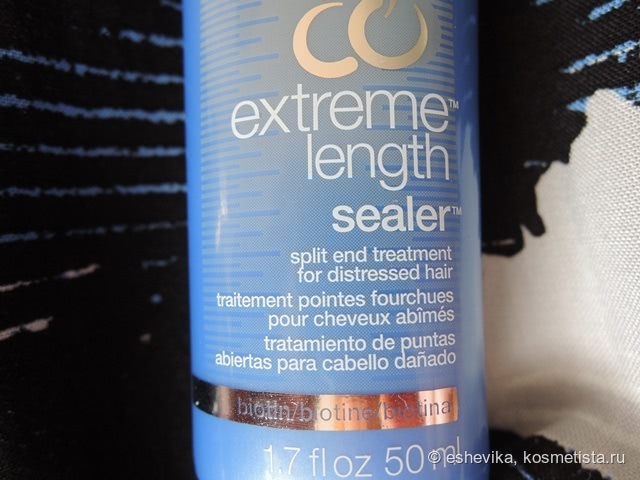 extreme™
length
sealer™
split end treatment
for distressed hair
traitement pointes fourchues
pour cheveux abîmés
tratamiento de puntas
abiertas para cabello dañado
biotin/biotine/biotina
1.7 fl oz 50 ml
© eshevika, kosmetista.ru